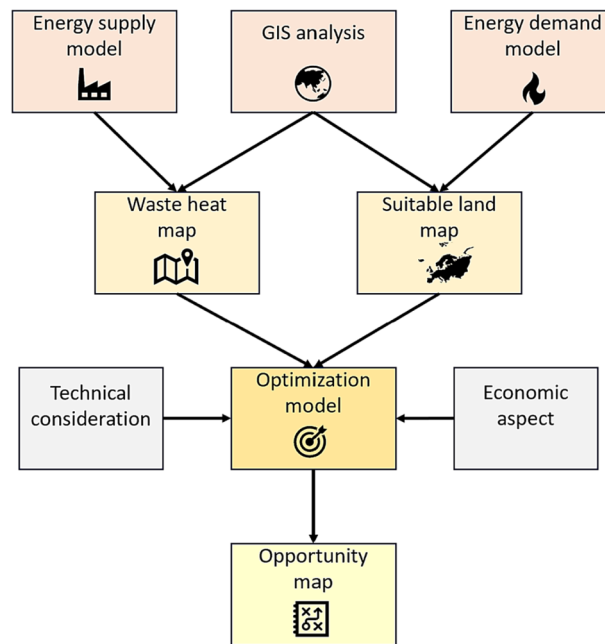 Energy supply
model
GIS analysis
Energy demand
model
Waste heat
map
Suitable land
map
Technical
consideration
Optimization
model
Economic
aspect
Opportunity
map